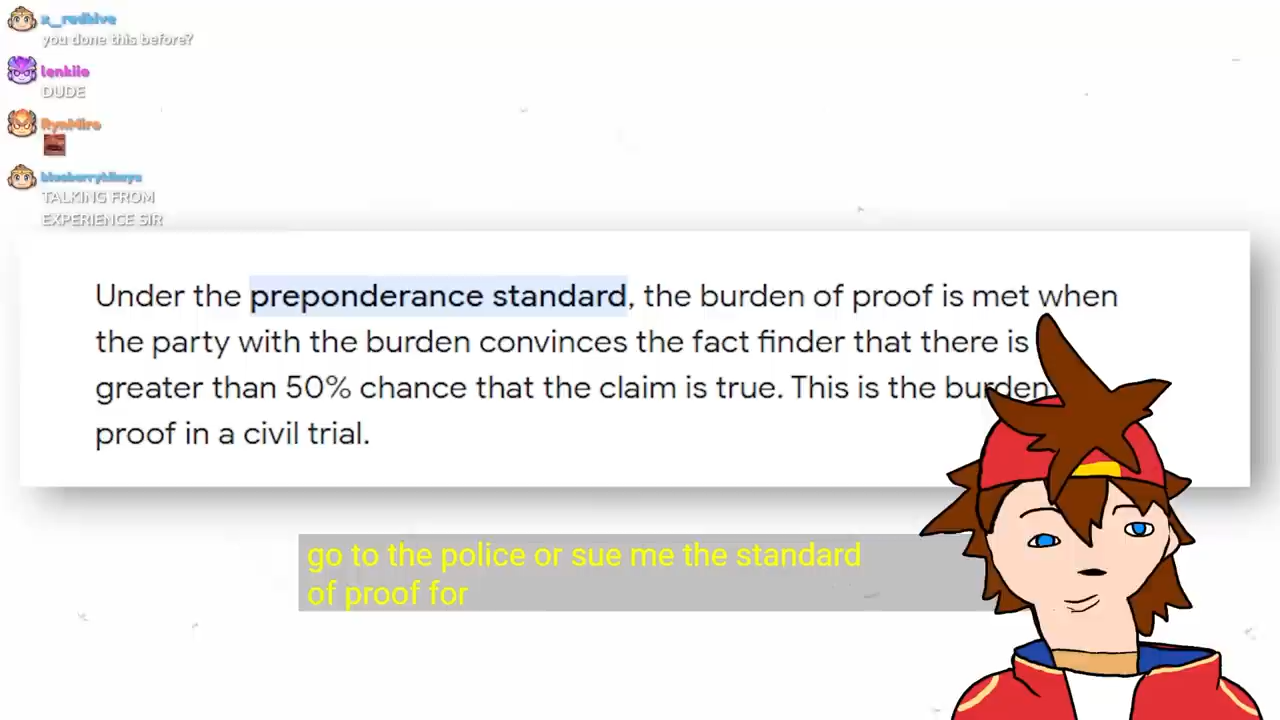 x_redhive
you done this before?
lenkiio
DUDE
RynMiro
TALKING FROM
EXPERIENCE SIR
Under the preponderance standard, the burden of proof is met when
the party with the burden convinces the fact finder that there is
greater than 50% chance that the claim is true. This is the burden
proof in a civil trial.
go to the police or sue me the standard
of proof for